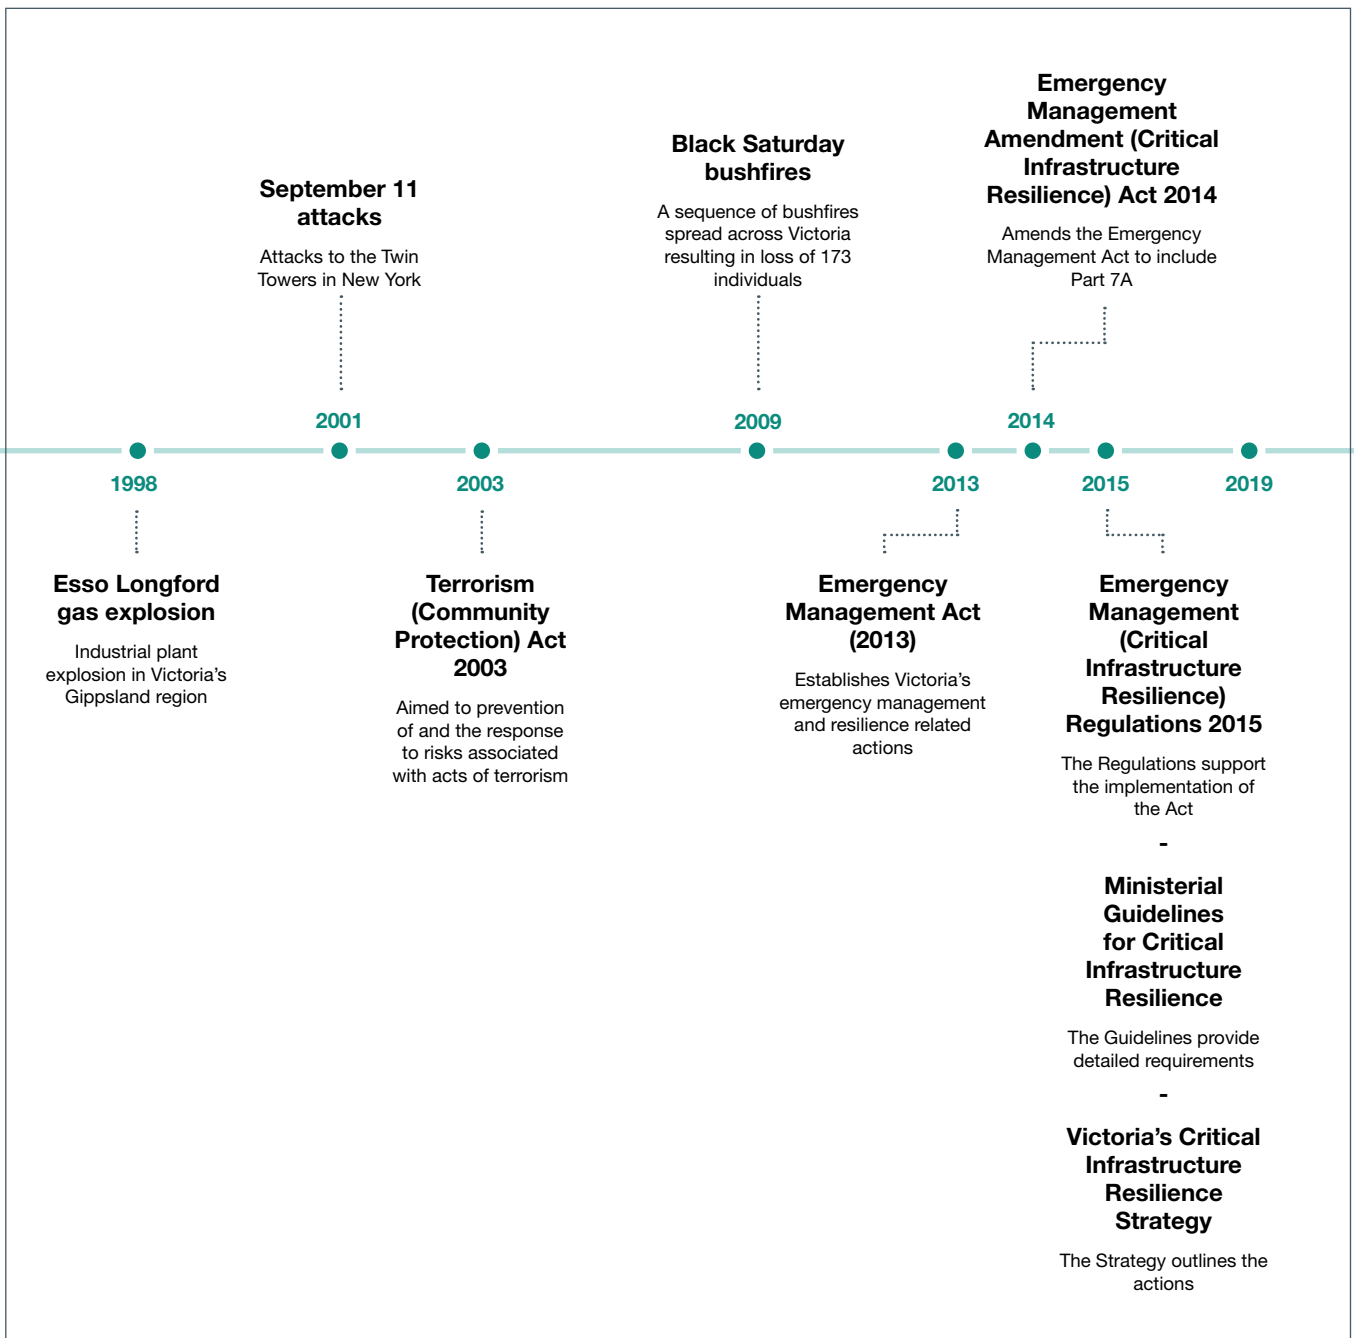 Emergency
Management
Amendment (Critical
Infrastructure
Resilience) Act 2014
Amends the Emergency
Management Act to include
Part 7A
Black Saturday
bushfires
A sequence of bushfires
spread across Victoria
resulting in loss of 173
individuals
September 11
attacks
Attacks to the Twin
Towers in New York
2001
2009
2014
1998
2003
2013
2015
2019
Esso Longford
gas explosion
Industrial plant
explosion in Victoria’s
Gippsland region
Terrorism
(Community
Protection) Act
2003
Aimed to prevention
of and the response
to risks associated
with acts of terrorism
Emergency
Management Act
(2013)
Establishes Victoria’s
emergency management
and resilience related
actions
Emergency
Management
(Critical
Infrastructure
Resilience)
Regulations 2015
The Regulations support
the implementation of
the Act
-
Ministerial
Guidelines
for Critical
Infrastructure
Resilience
The Guidelines provide
detailed requirements
-
Victoria’s Critical
Infrastructure
Resilience
Strategy
The Strategy outlines the
actions